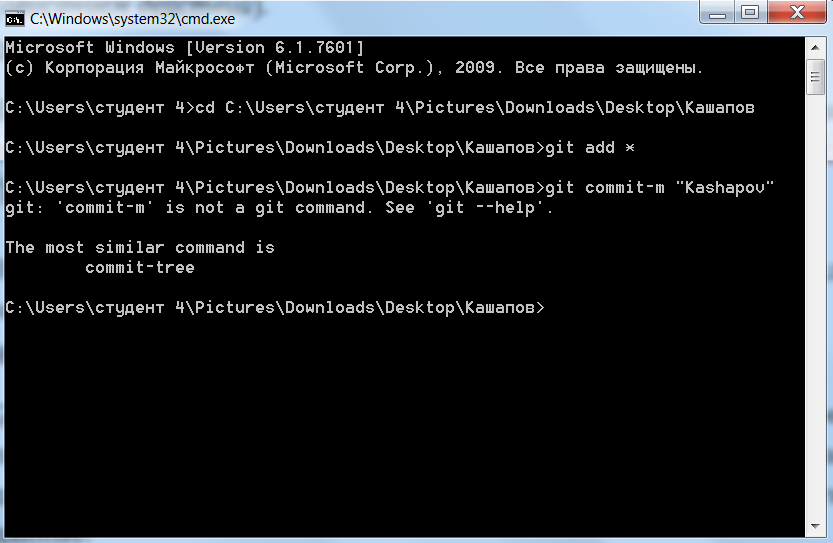 C:\Windows\system32\cmd.exe
Microsoft Windows [Version 6.1.7601]
(c) Корпорация Майкрософт (Microsoft Corp.), 2009. Все права защищены.
C:\Users\студент 4>cd C:\Users\студент 4\Pictures\Downloads\Desktop\Кашапов
C:\Users\студент 4\Pictures\Downloads\Desktop\Кашапов>git add *
C:\Users\студент 4\Pictures\Downloads\Desktop\Кашапов>git commit-m "Kashapov"
git: 'commit-m' is not a git command. See 'git --help'.
The most similar command is
commit-tree
C:\Users\студент 4\Pictures\Downloads\Desktop\Кашапов>